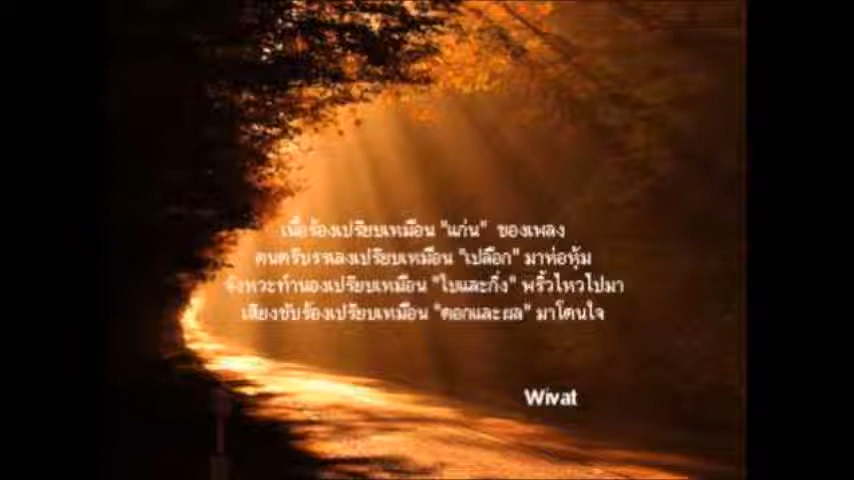 เนื้อร้องเปรียบเหมือน "แก่น" ของเพลง
ดนตรีบรรเลงเปรียบเหมือน "เปลือก" มาห่อหุ้ม
จังหวะทำนองเปรียบเหมือน "ใบและกิ่ง" พริ้วไหวไปมา
เสียงขับร้องเปรียบเหมือน "ดอกและผล" มาโดนใจ
Wivat